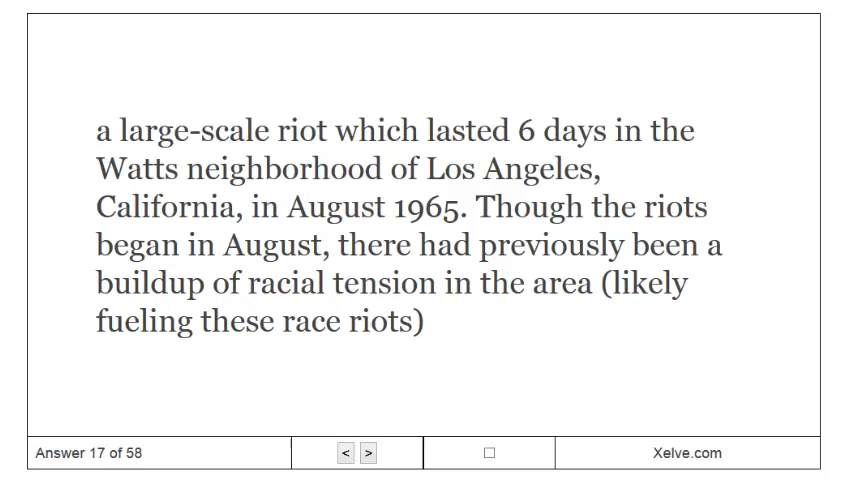 a large-scale riot which lasted 6 days in the
Watts neighborhood of Los Angeles,
California, in August 1965. Though the riots
began in August, there had previously been a
buildup of racial tension in the area (likely
fueling these race riots)
Answer 17 of 58
< >
Xelve.com